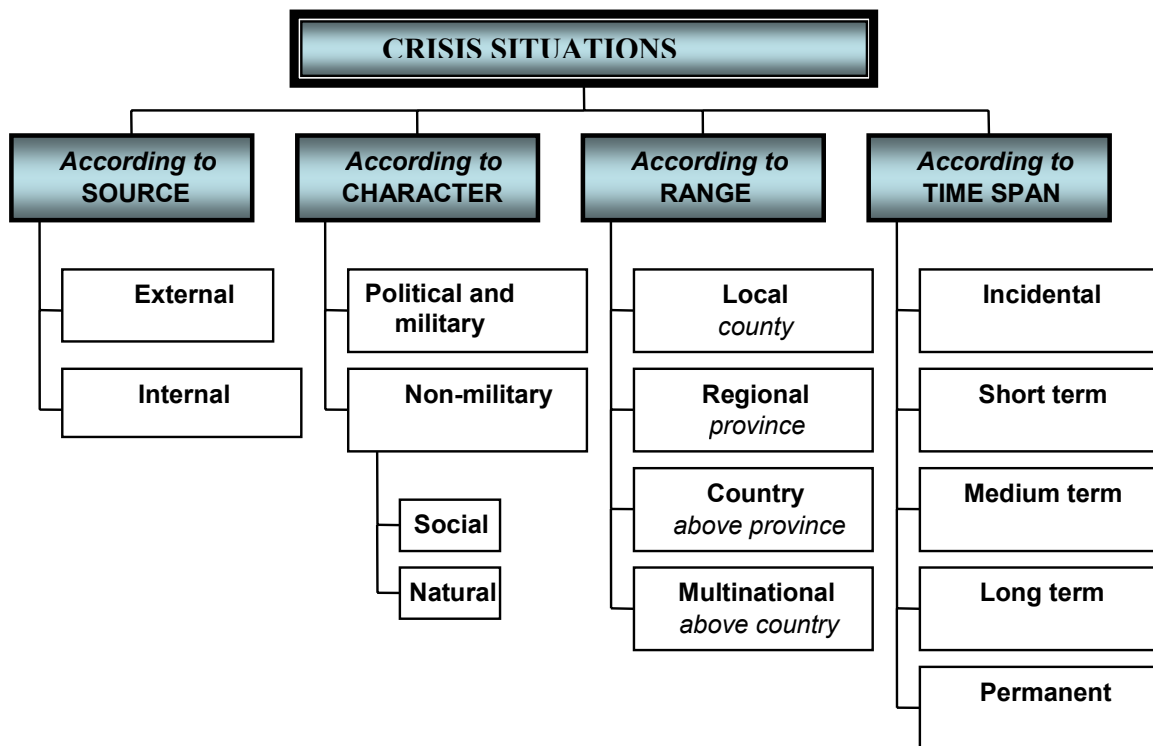 CRISIS SITUATIONS
According to
SOURCE
External
Internal
According to
CHARACTER
Political and
military
Non-military
Social
Natural
According to
RANGE
Local
county
Regional
province
Country
above province
Multinational
above country
According to
TIME SPAN
Incidental
Short term
Medium term
Long term
Permanent